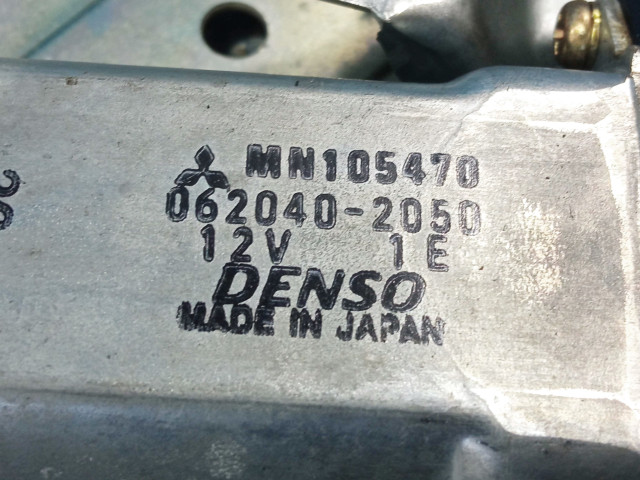 MN105470
062040-2050
12V 1E
DENSO
MADE IN JAPAN